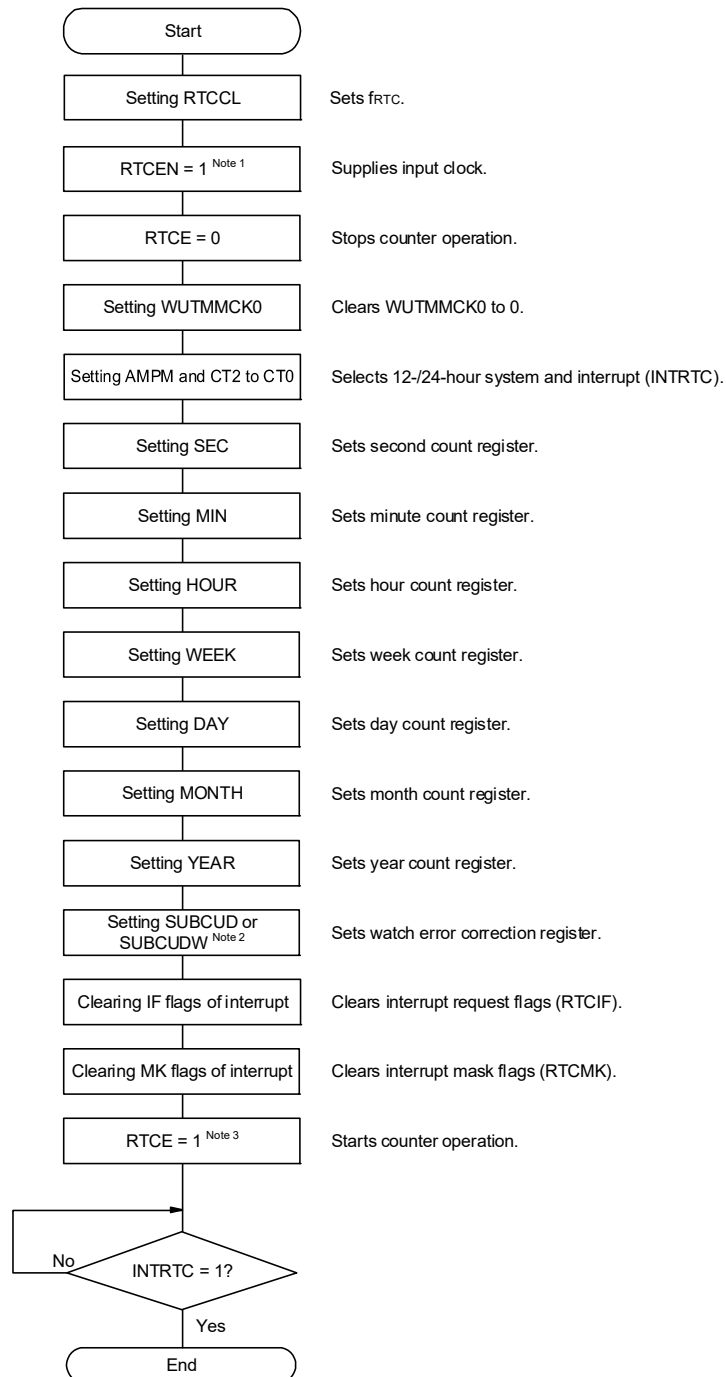 Start
Setting RTCCL
Sets fRTC.
RTCEN = 1 Note 1
Supplies input clock.
RTCE = 0
Stops counter operation.
Setting WUTMMCK0
Clears WUTMMCK0 to 0.
Setting AMPM and CT2 to CT0
Selects 12-/24-hour system and interrupt (INTRTC).
Setting SEC
Sets second count register.
Setting MIN
Sets minute count register.
Setting HOUR
Sets hour count register.
Setting WEEK
Sets week count register.
Setting DAY
Sets day count register.
Setting MONTH
Sets month count register.
Setting YEAR
Sets year count register.
Setting SUBCUD or
SUBCUDW Note 2
Sets watch error correction register.
Clearing IF flags of interrupt
Clears interrupt request flags (RTCIF).
Clearing MK flags of interrupt
Clears interrupt mask flags (RTCMK).
RTCE = 1 Note 3
Starts counter operation.
No
INTRTC = 1?
Yes
End